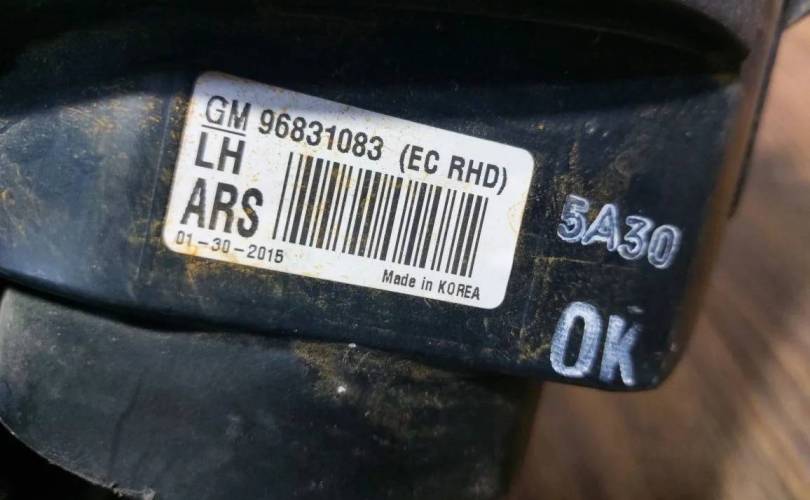 GM 96831083 (EC RHD)
LH
ARS
01-30-2015
Made in KOREA
5A30
OK